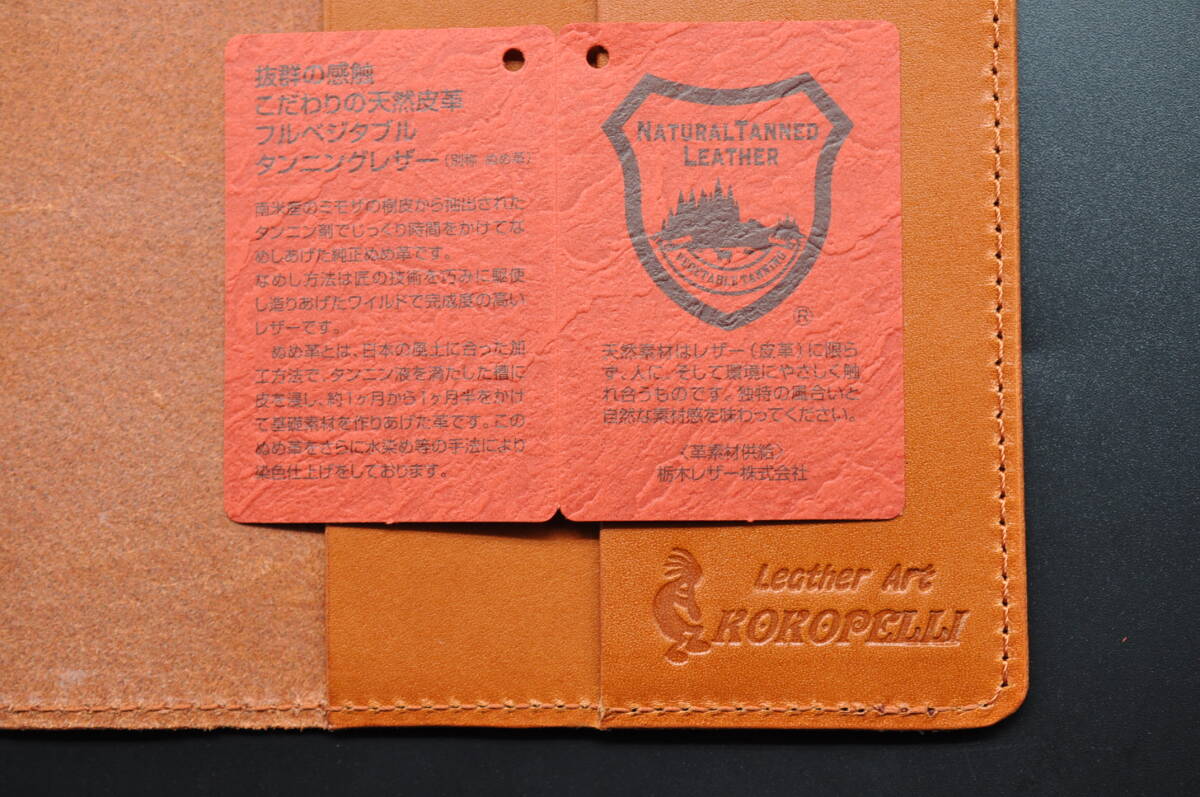 抜群の感触
こだわりの天然皮革
フルベジタブル
タンニングレザー（別称 ぬめ革）
南米産のミモザの樹皮から抽出された
タンニン剤でじっくり時間をかけてな
めしあげた純正ぬめ革です。
なめし方法は匠の技術を巧みに駆使
し造りあげたワイルドで完成度の高い
レザーです。
ぬめ革とは、日本の風土に合った加
工方法で、タンニン液を満たした槽に
皮を浸し、約1ヶ月から1ヶ月半をかけ
て基礎素材を作りあげた革です。この
ぬめ革をさらに水染め等の手法により
染色仕上げをしております。
NATURAL TANNED
LEATHER
VEGETABLE TANNING
®
天然素材はレザー（皮革）に限ら
ず、人に、そして環境にやさしく触
れ合うものです。独特の風合いと
自然な素材感を味わってください。
〈革素材供給〉
栃木レザー株式会社
Leather Art
KOKOPELLI